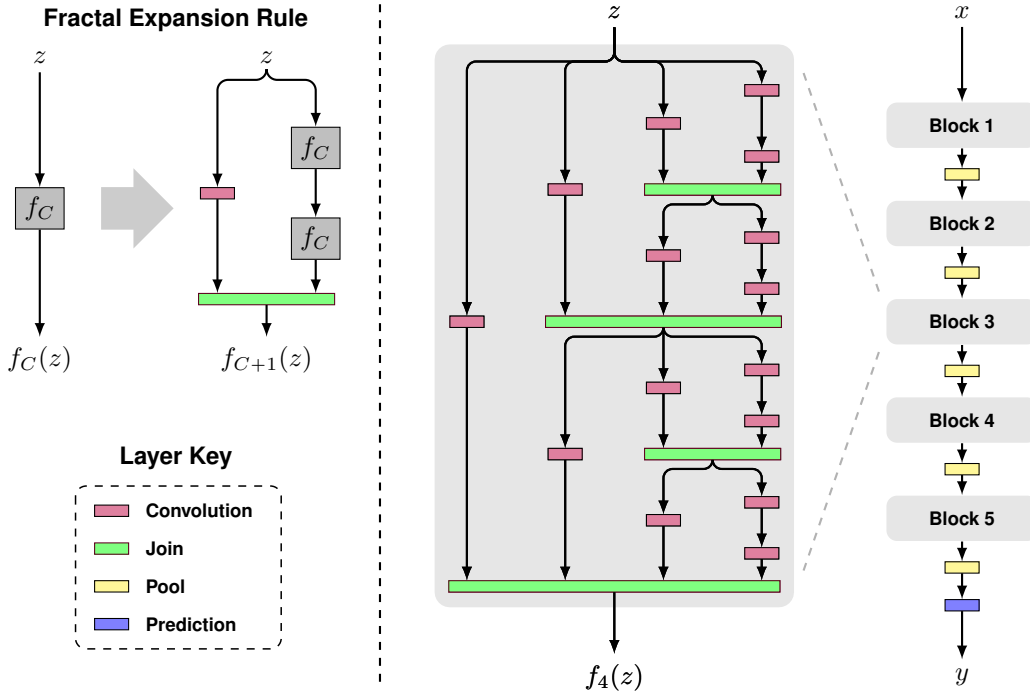 Fractal Expansion Rule
z
f_C
f_C(z)
z
f_C
f_C
f_{C+1}(z)
Layer Key
Convolution
Join
Pool
Prediction
z
f_4(z)
x
Block 1
Block 2
Block 3
Block 4
Block 5
y